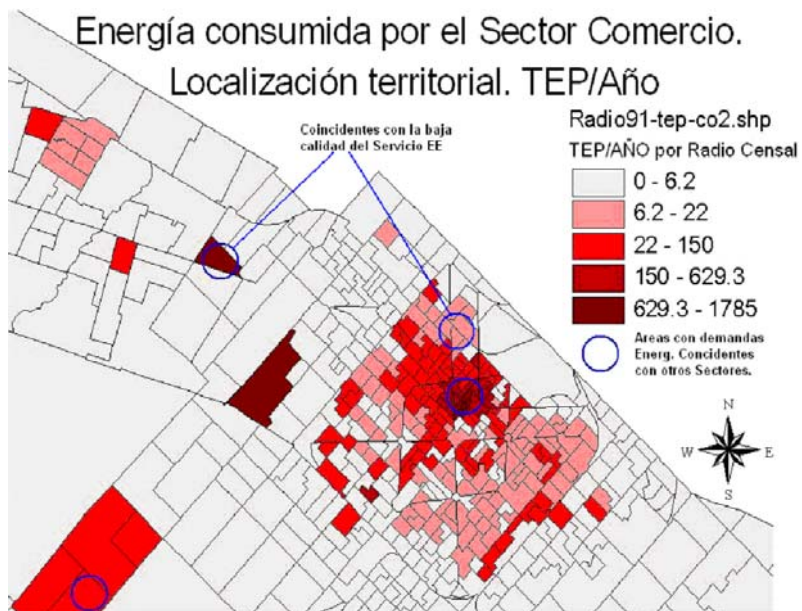 Energía consumida por el Sector Comercio.
Localización territorial. TEP/Año
Coincidentes con la baja
calidad del Servicio EE
Radio91-tep-co2.shp
TEP/AÑO por Radio Censal
0 - 6.2
6.2 - 22
22 - 150
150 - 629.3
629.3 - 1785
Areas con demandas
Energ. Concidentes
con otros Sectores.
N
W
E
S